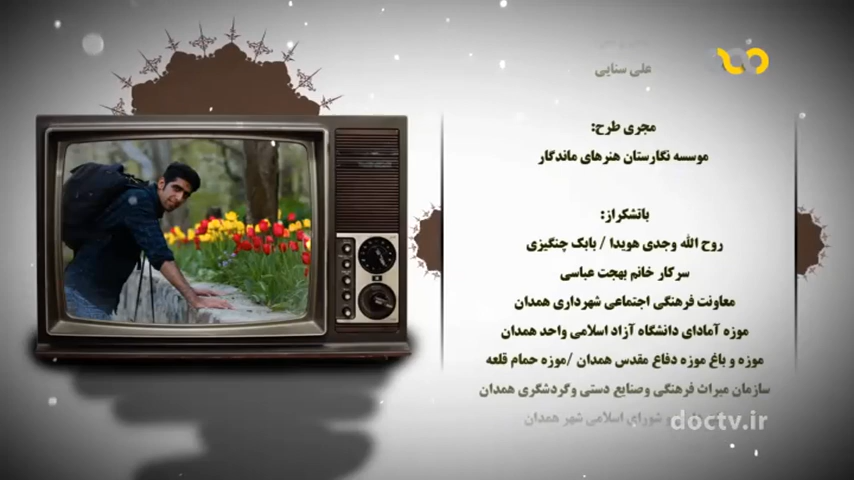 علی سنایی
مجری طرح:
موسسه نگارستان هنرهای ماندگار
باتشکراز:
روح الله وجدی هویدا / بابک چنگیزی
سرکار خانم بهجت عباسی
معاونت فرهنگی اجتماعی شهرداری همدان
موزه آمادای دانشگاه آزاد اسلامی واحد همدان
موزه و باغ موزه دفاع مقدس همدان /موزه حمام قلعه
سازمان میراث فرهنگی وصنایع دستی وگردشگری همدان
و شورای اسلامی شهر همدان
doctv.ir